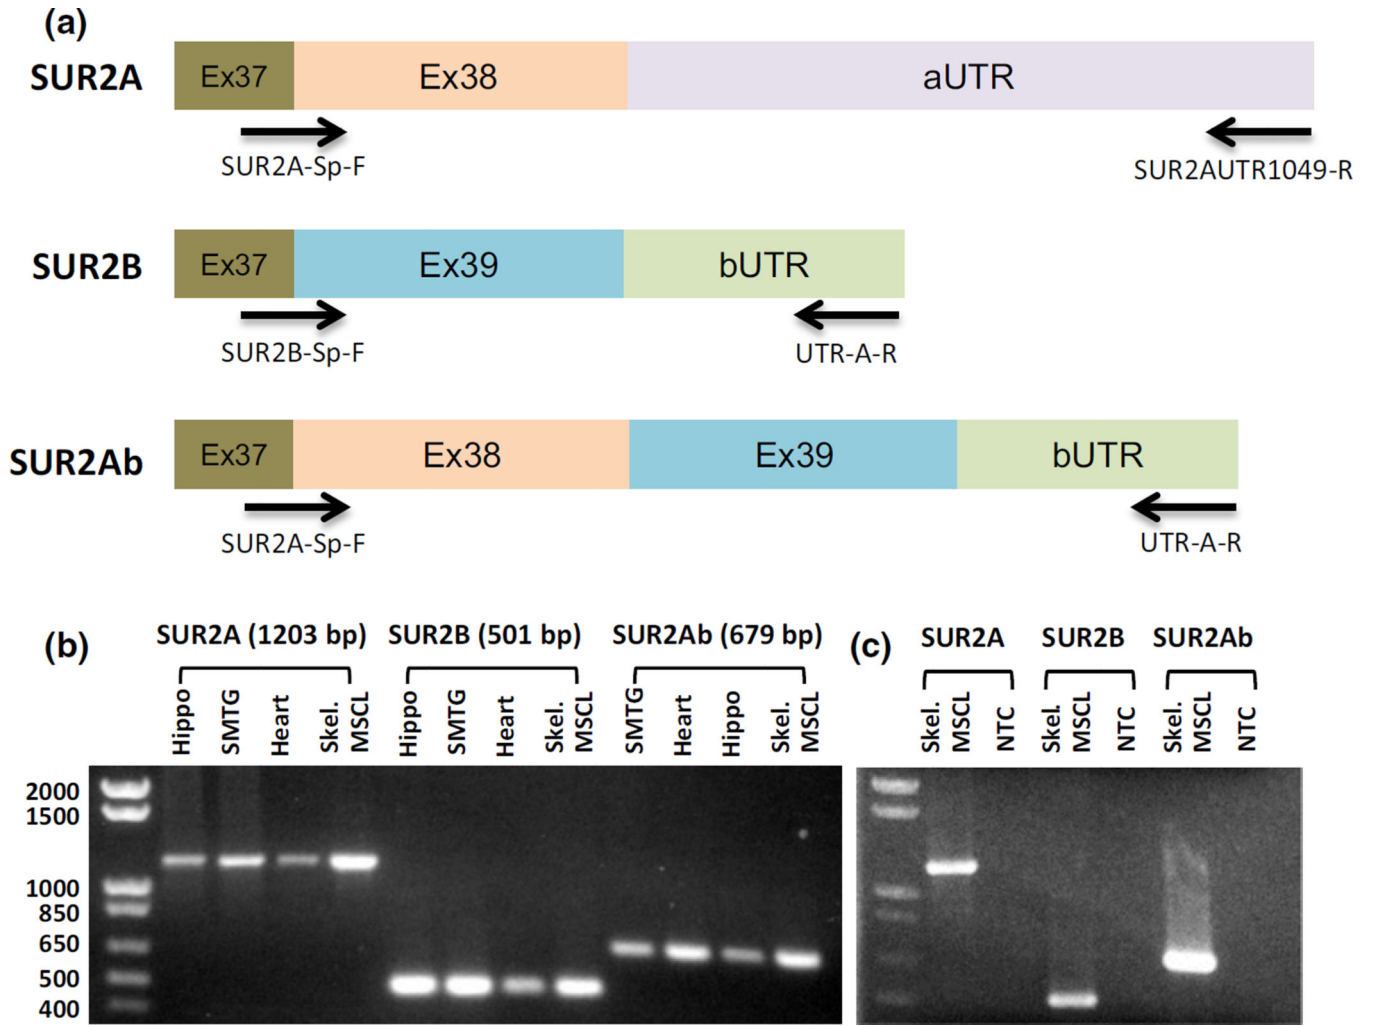 (a)
SUR2A
Ex37 Ex38 aUTR
SUR2A-Sp-F SUR2AUTR1049-R
SUR2B
Ex37 Ex39 bUTR
SUR2B-Sp-F UTR-A-R
SUR2Ab
Ex37 Ex38 Ex39 bUTR
SUR2A-Sp-F UTR-A-R
(b)
SUR2A (1203 bp) SUR2B (501 bp) SUR2Ab (679 bp)
Hippo SMTG Heart Skel. MSCL Hippo SMTG Heart Skel. MSCL SMTG Heart Hippo Skel. MSCL
2000
1500
1000
850
650
500
400
(c)
SUR2A SUR2B SUR2Ab
Skel. MSCL NTC Skel. MSCL NTC Skel. MSCL NTC